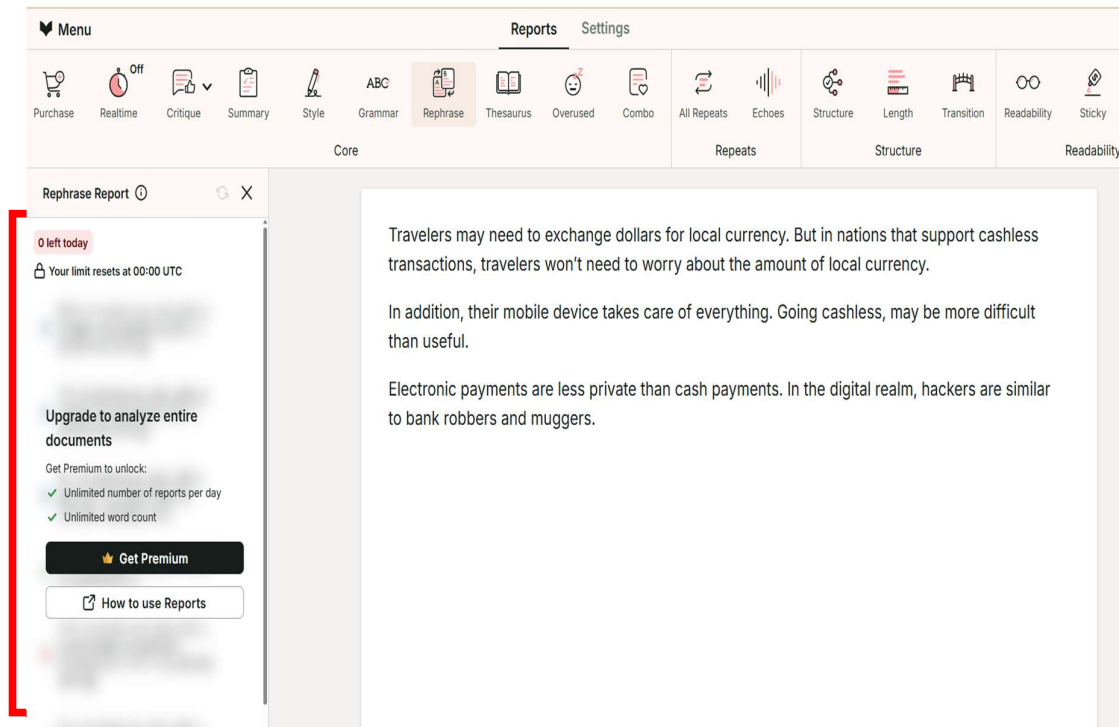 Menu
Reports Settings
Off
Purchase Realtime Critique Summary Style Grammar Rephrase Thesaurus Overused Combo All Repeats Echoes Structure Length Transition Readability Sticky
ABC
Core Repeats Structure Readability
Rephrase Report
0 left today
Your limit resets at 00:00 UTC
Upgrade to analyze entire
documents
Get Premium to unlock:
Unlimited number of reports per day
Unlimited word count
Get Premium
How to use Reports
Travelers may need to exchange dollars for local currency. But in nations that support cashless
transactions, travelers won’t need to worry about the amount of local currency.
In addition, their mobile device takes care of everything. Going cashless, may be more difficult
than useful.
Electronic payments are less private than cash payments. In the digital realm, hackers are similar
to bank robbers and muggers.